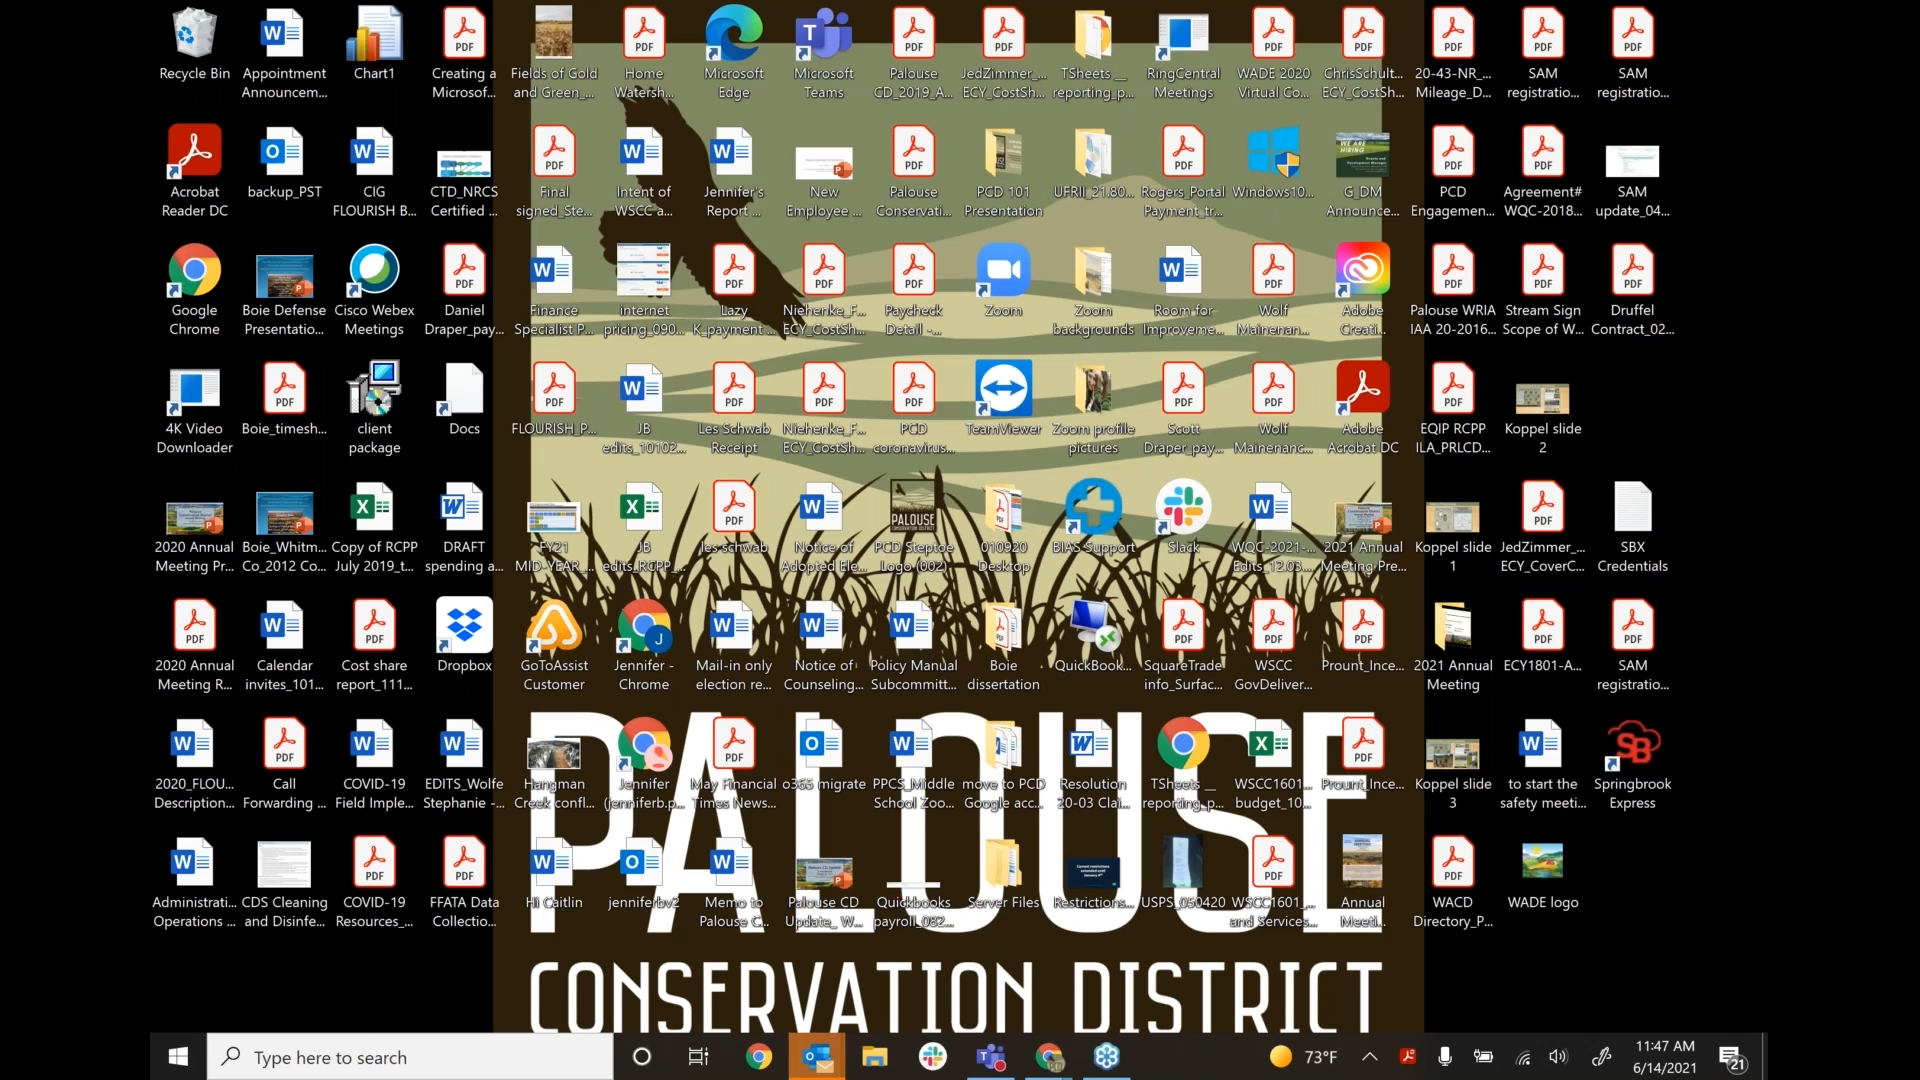 Recycle Bin
Appointment
Announcem...
Chart1
Creating a
Microsof...
Fields of Gold
and Green_...
Home
Watersh...
Microsoft
Edge
Microsoft
Teams
Palouse
CD_2019_A...
JedZimmer_...
ECY_CostSh...
TSheets __
reporting_p...
RingCentral
Meetings
WADE 2020
Virtual Co...
ChrisSchult...
ECY_CostSh...
20-43-NR_...
Mileage_D...
SAM
registratio...
SAM
registratio...
Acrobat
Reader DC
backup_PST
CIG
FLOURISH B...
CTD_NRCS
Certified ...
Final
signed_Ste...
Intent of
WSCC a...
Jennifer's
Report ...
New
Employee ...
Palouse
Conservati...
PCD 101
Presentation
UFRII_21.80...
Rogers_Portal
Payment_tr...
Windows10...
WE ARE
HIRING
G_DM
Announce...
PCD
Engagemen...
Agreement#
WQC-2018...
SAM
update_04...
Google
Chrome
Boie Defense
Presentatio...
Cisco Webex
Meetings
Daniel
Draper_pay...
Finance
Specialist P...
internet
pricing_090...
Lazy
K_payment ...
Niehenke_F...
ECY_CostSh...
Paycheck
Detail -...
Zoom
Zoom
backgrounds
Room for
Improveme...
Wolf
Mainenan...
Adobe
Creati...
Palouse WRIA
IAA 20-2016...
Stream Sign
Scope of W...
Druffel
Contract_02...
4K Video
Downloader
Boie_timesh...
client
package
Docs
FLOURISH_P...
JB
edits_10102...
Les Schwab
Receipt
Niehenke_F...
ECY_CostSh...
PCD
coronavirus...
TeamViewer
Zoom profile
pictures
Scott
Draper_pay...
Wolf
Mainenanc...
Adobe
Acrobat DC
EQIP RCPP
ILA_PRLCD...
Koppel slide
2
2020 Annual
Meeting Pr...
Boie_Whitm...
Co_2012 Co...
Copy of RCPP
July 2019_t...
DRAFT
spending a...
FY21
MID-YEAR_...
JB
edits_RCPP_...
les schwab
Notice of
Adopted Ele...
PALOUSE
PCD Steptoe
Logo (002)
010920
Desktop
BIAS Support
Slack
WQC-2021-...
Edits_12.03...
2021 Annual
Meeting Pre...
Koppel slide
1
JedZimmer_...
ECY_CoverC...
SBX
Credentials
2020 Annual
Meeting R...
Calendar
invites_101...
Cost share
report_111...
Dropbox
GoToAssist
Customer
Jennifer -
Chrome
Mail-in only
election re...
Notice of
Counseling...
Policy Manual
Subcommitt...
Boie
dissertation
QuickBook...
SquareTrade
info_Surfac...
WSCC
GovDeliver...
Prount_Ince...
2021 Annual
Meeting
ECY1801-A...
SAM
registratio...
2020_FLOU...
Description...
Call
Forwarding ...
COVID-19
Field Imple...
EDITS_Wolfe
Stephanie -...
Hangman
Creek confl...
Jennifer
(jenniferb.p...
May Financial
Times News...
o365 migrate
PPCS_Middle
School Zoo...
move to PCD
Google acc...
Resolution
20-03 Clai...
TSheets __
reporting_p...
WSCC1601...
budget_10...
Prount_Ince...
Koppel slide
3
to start the
safety meeti...
Springbrook
Express
Administrati...
Operations ...
CDS Cleaning
and Disinfe...
COVID-19
Resources_...
FFATA Data
Collectio...
Hi Caitlin
jenniferbv2
Memo to
Palouse C...
Palouse CD
Update_ W...
Quickbooks
payroll_082...
Server Files
Restrictions...
USPS_050420
WSCC1601_...
and Services...
Annual
Meeti...
WACD
Directory_P...
WADE logo
PALOUSE
CONSERVATION DISTRICT
Type here to search
73°F
11:47 AM
6/14/2021
21